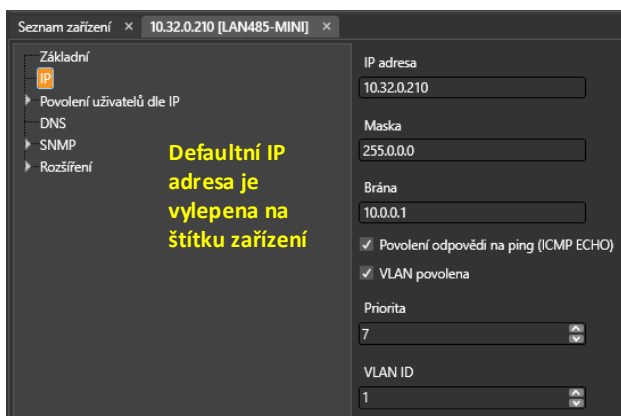 Seznam zařízení × 10.32.0.210 [LAN485-MINI] ×
Základní
IP
Povolení uživatelů dle IP
DNS
SNMP
Rozšíření
Defaultní IP
adresa je
vylepena na
štítku zařízení
IP adresa
10.32.0.210
Maska
255.0.0.0
Brána
10.0.0.1
Povolení odpovědi na ping (ICMP ECHO)
VLAN povolena
Priorita
7
VLAN ID
1